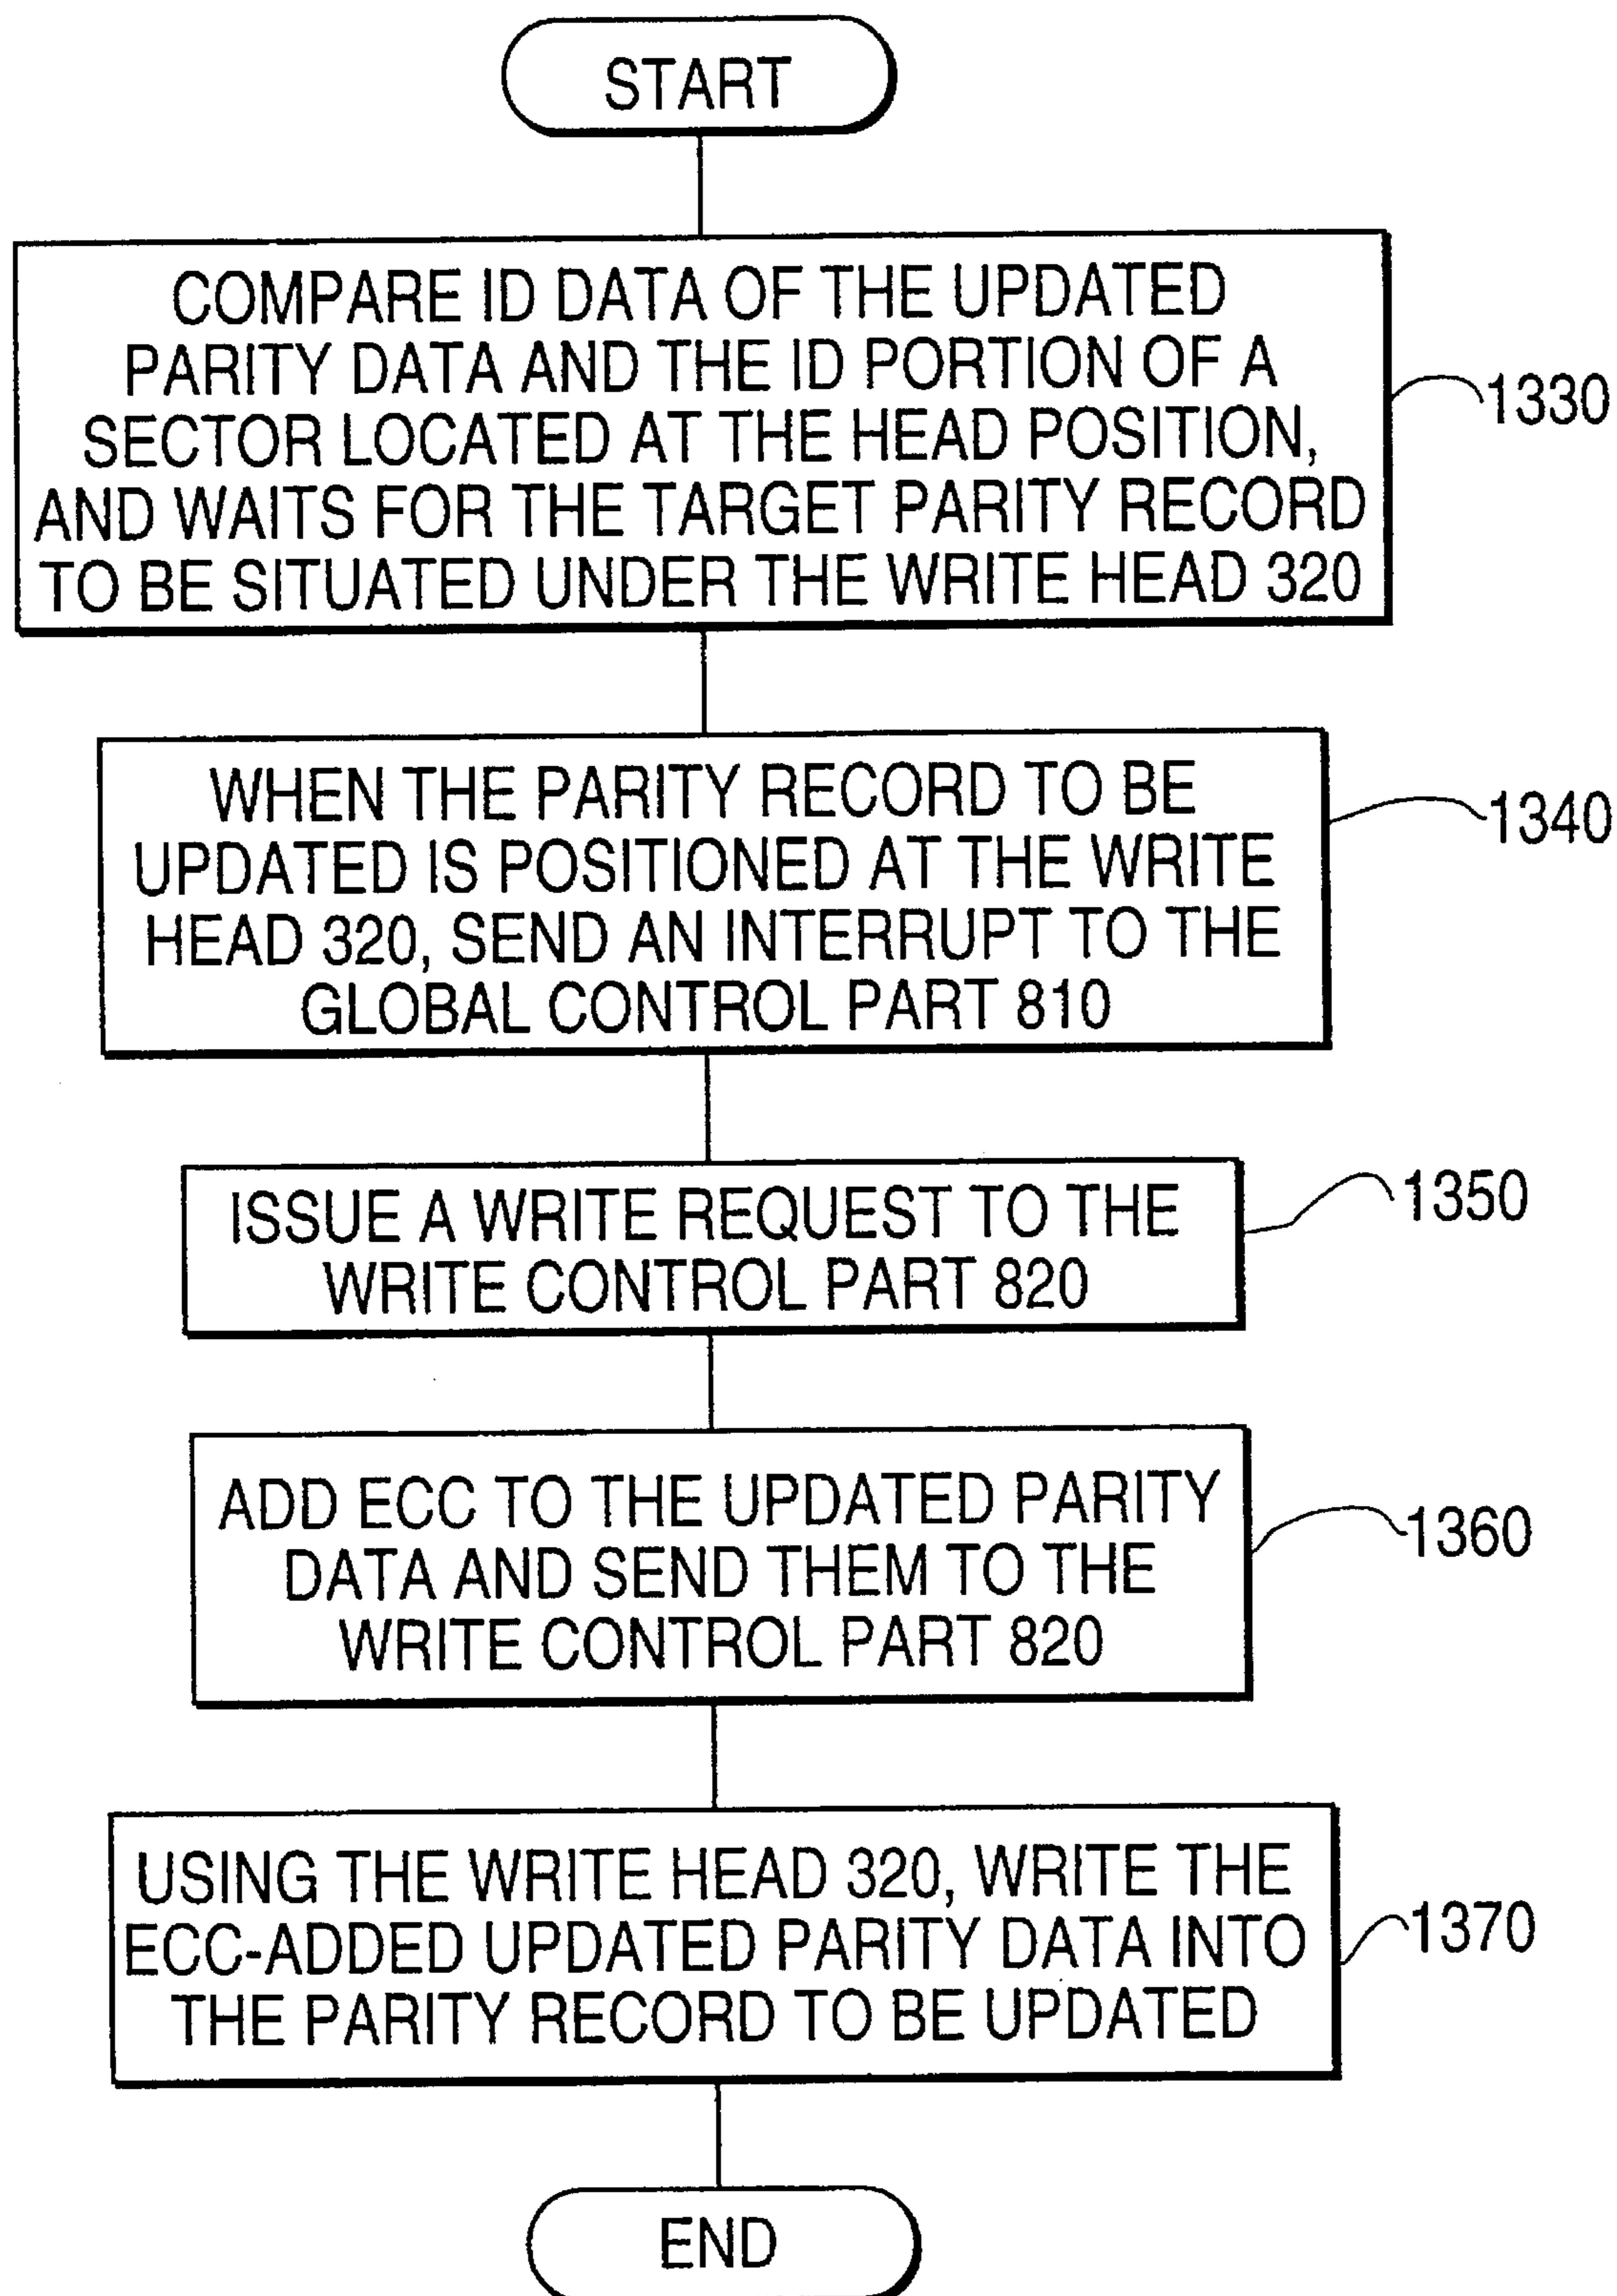 START
COMPARE ID DATA OF THE UPDATED
PARITY DATA AND THE ID PORTION OF A
SECTOR LOCATED AT THE HEAD POSITION,
AND WAITS FOR THE TARGET PARITY RECORD
TO BE SITUATED UNDER THE WRITE HEAD 320
1330
WHEN THE PARITY RECORD TO BE
UPDATED IS POSITIONED AT THE WRITE
HEAD 320, SEND AN INTERRUPT TO THE
GLOBAL CONTROL PART 810
1340
ISSUE A WRITE REQUEST TO THE
WRITE CONTROL PART 820
1350
ADD ECC TO THE UPDATED PARITY
DATA AND SEND THEM TO THE
WRITE CONTROL PART 820
1360
USING THE WRITE HEAD 320, WRITE THE
ECC-ADDED UPDATED PARITY DATA INTO
THE PARITY RECORD TO BE UPDATED
1370
END